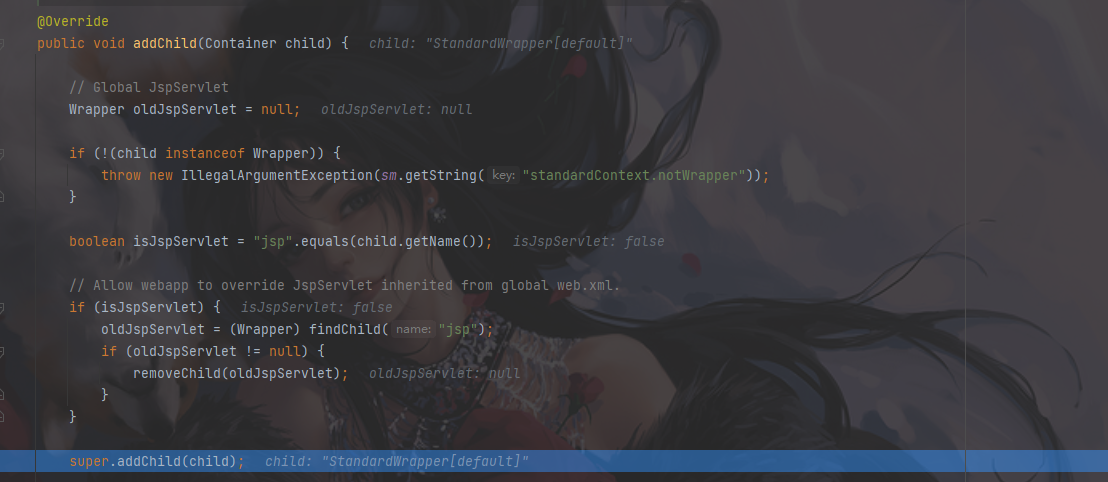 @Override
public void addChild(Container child) {   child: "StandardWrapper[default]"
// Global JspServlet
Wrapper oldJspServlet = null;   oldJspServlet: null
if (!(child instanceof Wrapper)) {
throw new IllegalArgumentException(sm.getString( key: "standardContext.notWrapper"));
}
boolean isJspServlet = "jsp".equals(child.getName());   isJspServlet: false
// Allow webapp to override JspServlet inherited from global web.xml.
if (isJspServlet) {   isJspServlet: false
oldJspServlet = (Wrapper) findChild( name: "jsp");
if (oldJspServlet != null) {
removeChild(oldJspServlet);   oldJspServlet: null
}
}
super.addChild(child);   child: "StandardWrapper[default]"